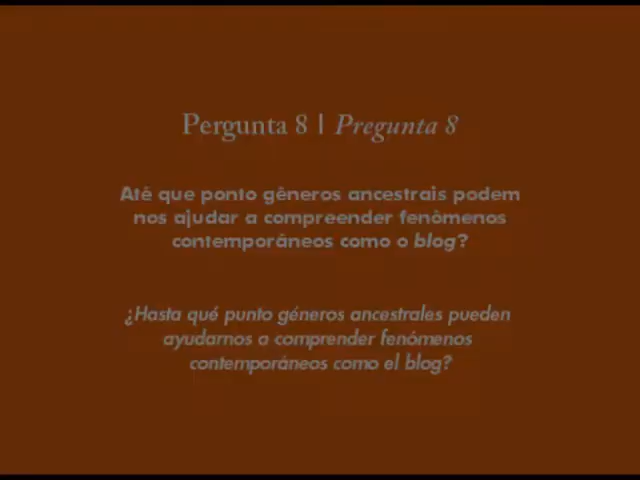 Pergunta 8 | Pregunta 8
Até que ponto gêneros ancestrais podem
nos ajudar a compreender fenômenos
contemporâneos como o blog?
¿Hasta qué punto géneros ancestrales pueden
ayudarnos a comprender fenómenos
contemporáneos como el blog?